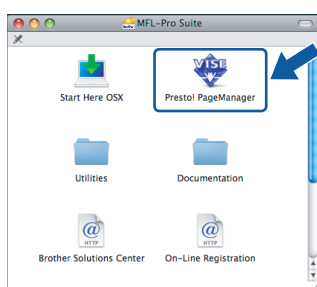 MFL-Pro Suite
VISE
Start Here OSX
Presto! PageManager
Utilities
Documentation
@
HTTP
@
HTTP
Brother Solutions Center
On-Line Registration